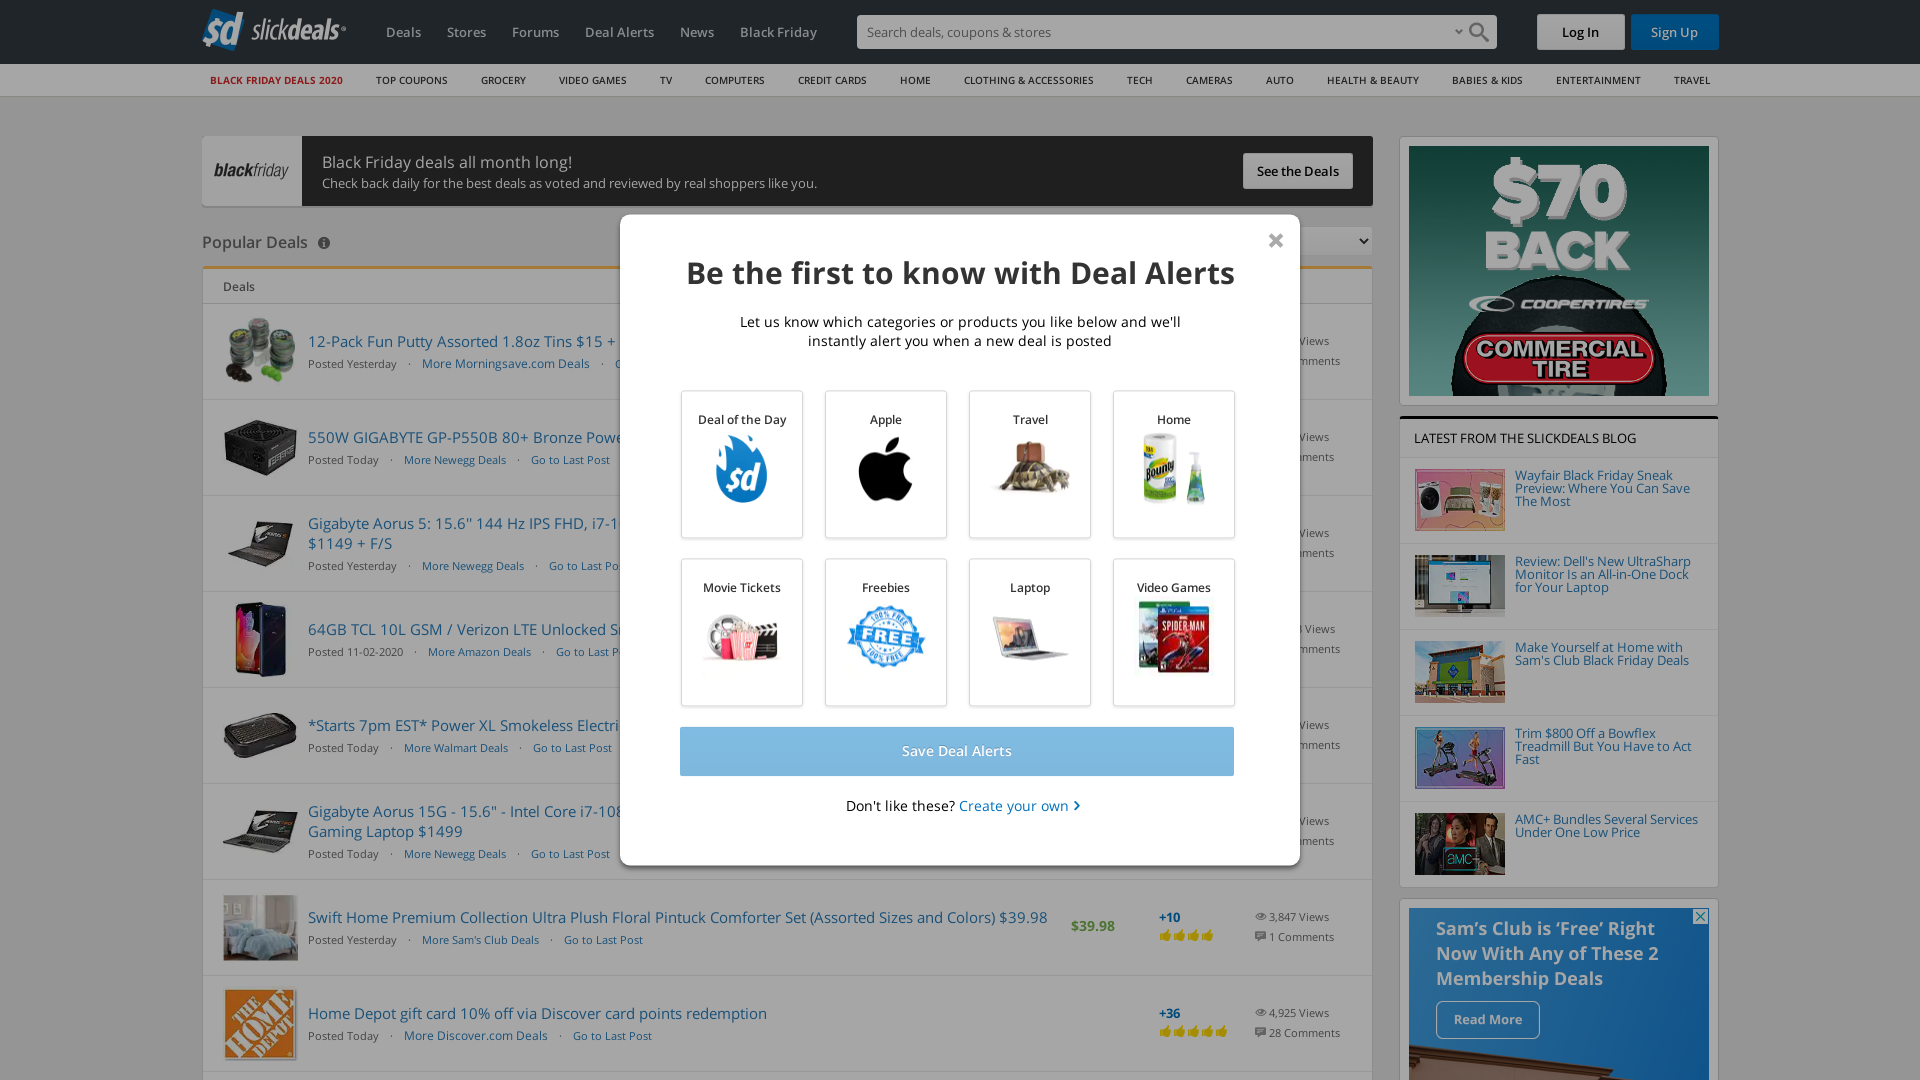 slickdeals
Deals
Stores
Forums
Deal Alerts
News
Black Friday
Search deals, coupons & stores
Log In
Sign Up
BLACK FRIDAY DEALS 2020
TOP COUPONS
GROCERY
VIDEO GAMES
TV
COMPUTERS
CREDIT CARDS
HOME
CLOTHING & ACCESSORIES
TECH
CAMERAS
AUTO
HEALTH & BEAUTY
BABIES & KIDS
ENTERTAINMENT
TRAVEL
blackfriday
Black Friday deals all month long!
Check back daily for the best deals as voted and reviewed by real shoppers like you.
See the Deals
Popular Deals
Deals
12-Pack Fun Putty Assorted 1.8oz Tins $15 +
Posted Yesterday · More Morningsave.com Deals ·
Views
550W GIGABYTE GP-P550B 80+ Bronze
Posted Today · More Newegg Deals · Go to Last Post
Views
Gigabyte Aorus 5: 15.6" 144 Hz IPS FHD,
$1149 + F/S
Posted Yesterday · More Newegg Deals · Go to Last
Views
64GB TCL 10L GSM / Verizon LTE Unlocked
Posted 11-02-2020 · More Amazon Deals · Go to Last
Views
*Starts 7pm EST* Power XL Smokeless
Posted Today · More Walmart Deals · Go to Last Post
Views
Gigabyte Aorus 15G - 15.6" - Intel Core
Gaming Laptop $1499
Posted Today · More Newegg Deals · Go to Last Post
Views
Swift Home Premium Collection Ultra Plush Floral Pintuck Comforter Set (Assorted Sizes and Colors) $39.98
Posted Yesterday · More Sam's Club Deals · Go to Last Post
$39.98
+10
3,847 Views
1 Comments
Home Depot gift card 10% off via Discover card points redemption
Posted Today · More Discover.com Deals · Go to Last Post
+36
4,925 Views
28 Comments
THE HOME DEPOT
Be the first to know with Deal Alerts
Let us know which categories or products you like below and we'll
instantly alert you when a new deal is posted
Deal of the Day
Apple
Travel
Home
$d
Bounty
Movie Tickets
Freebies
Laptop
Video Games
100% FREE
FREE
100% FREE
SPIDER-MAN
Save Deal Alerts
Don't like these? Create your own
$70
BACK
COOPERTIRES
COMMERCIAL
TIRE
LATEST FROM THE SLICKDEALS BLOG
Wayfair Black Friday Sneak
Preview: Where You Can Save
The Most
Review: Dell's New UltraSharp
Monitor Is an All-in-One Dock
for Your Laptop
Make Yourself at Home with
Sam's Club Black Friday Deals
Trim $800 Off a Bowflex
Treadmill But You Have to Act
Fast
AMC+ Bundles Several Services
Under One Low Price
AMC+
Sam's Club is 'Free' Right
Now With Any of These 2
Membership Deals
Read More